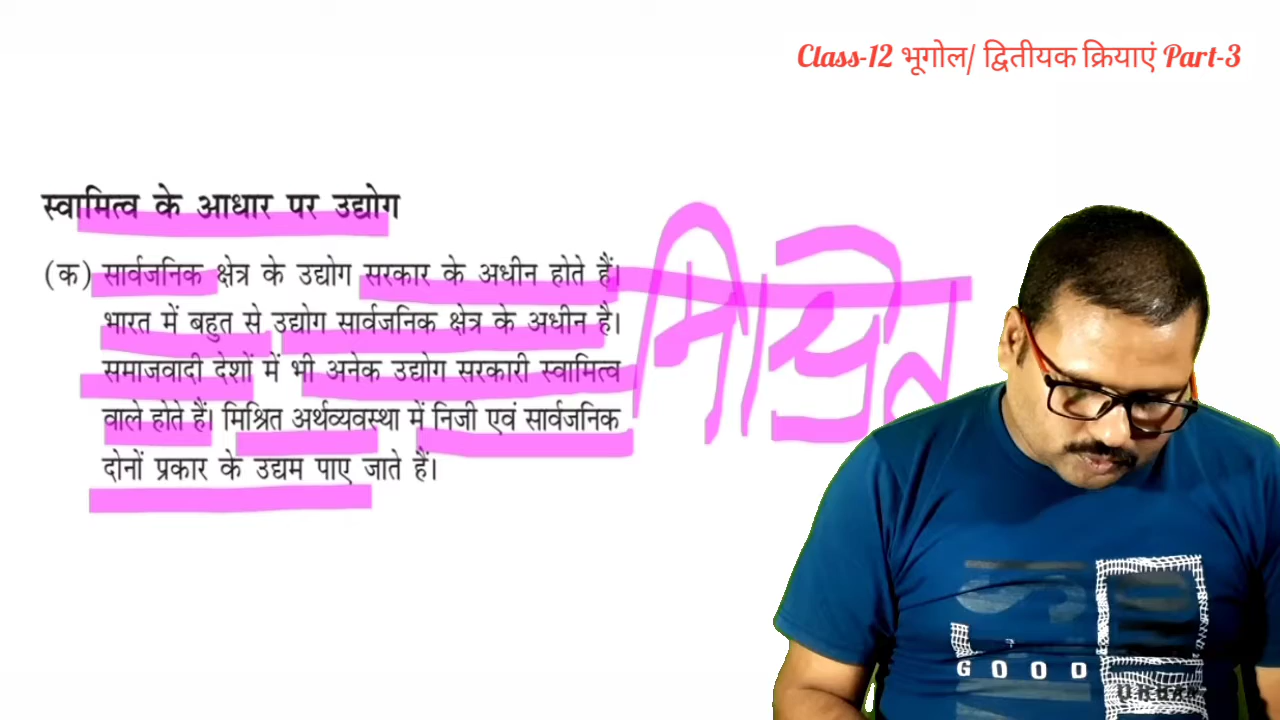 Class-12 भूगोल/ द्वितीयक क्रियाएं Part-3
स्वामित्व के आधार पर उद्योग
(क) सार्वजनिक क्षेत्र के उद्योग सरकार के अधीन होते हैं।
भारत में बहुत से उद्योग सार्वजनिक क्षेत्र के अधीन है।
समाजवादी देशों में भी अनेक उद्योग सरकारी स्वामित्व
वाले होते हैं। मिश्रित अर्थव्यवस्था में निजी एवं सार्वजनिक
दोनों प्रकार के उद्यम पाए जाते हैं।
मिश्रित
GOOD
URBAN